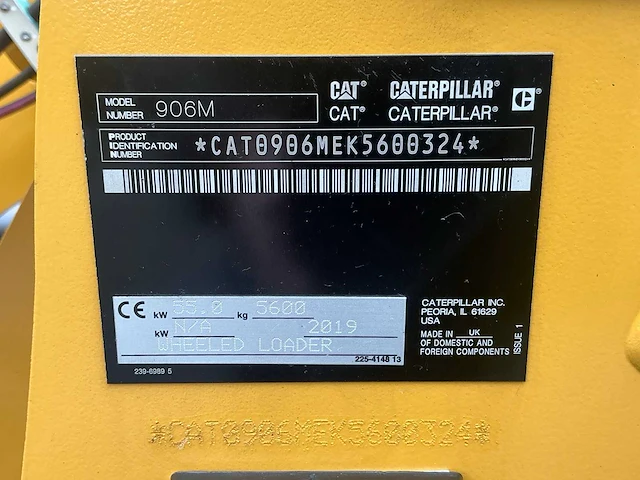 MODEL NUMBER 906M
CAT® CATERPILLAR®
CAT® CATERPILLAR®
C®
PRODUCT IDENTIFICATION NUMBER *CAT0906MEK5600324*
CE kW 55.0 kg 5600
kW N/A 2019
WHEELED LOADER
225-4148 13
239-6989 5
CATERPILLAR INC.
PEORIA, IL 61629
USA
MADE IN UK
OF DOMESTIC AND
FOREIGN COMPONENTS
ISSUE 1
*CAT0906MEK5600324*